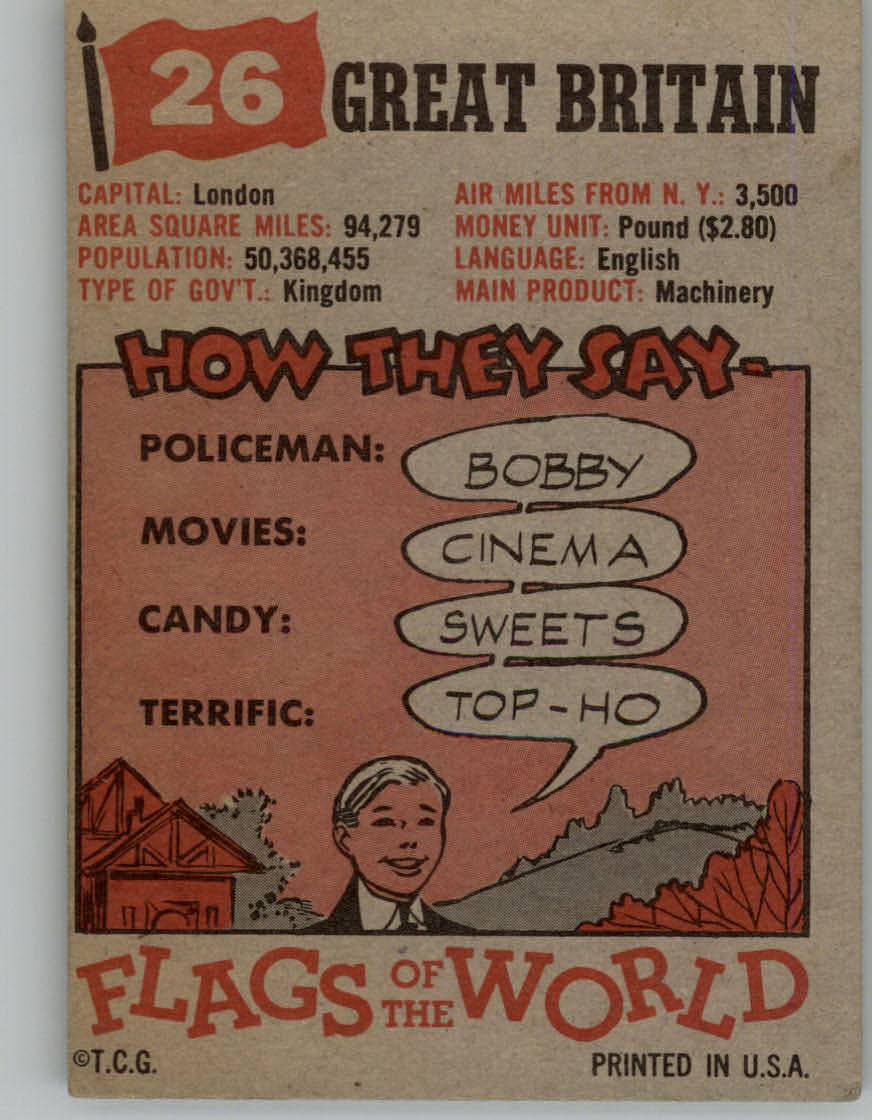 26 GREAT BRITAIN
CAPITAL: London
AREA SQUARE MILES: 94,279
POPULATION: 50,368,455
TYPE OF GOV'T.: Kingdom
AIR MILES FROM N. Y.: 3,500
MONEY UNIT: Pound ($2.80)
LANGUAGE: English
MAIN PRODUCT: Machinery
HOW THEY SAY-
POLICEMAN: BOBBY
MOVIES: CINEMA
CANDY: SWEETS
TERRIFIC: TOP-HO
FLAGS OF THE WORLD
©T.C.G. PRINTED IN U.S.A.